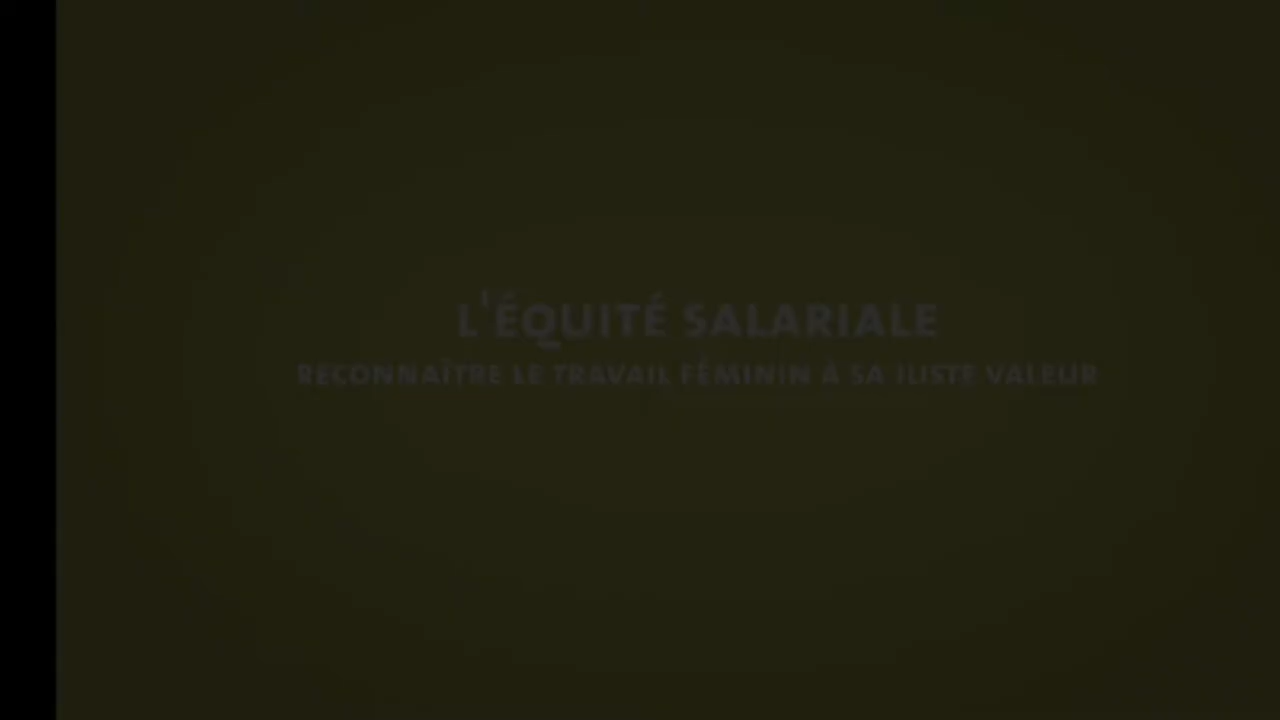 L'ÉQUITÉ SALARIALE
RECONNAÎTRE LE TRAVAIL FÉMININ À SA JUSTE VALEUR